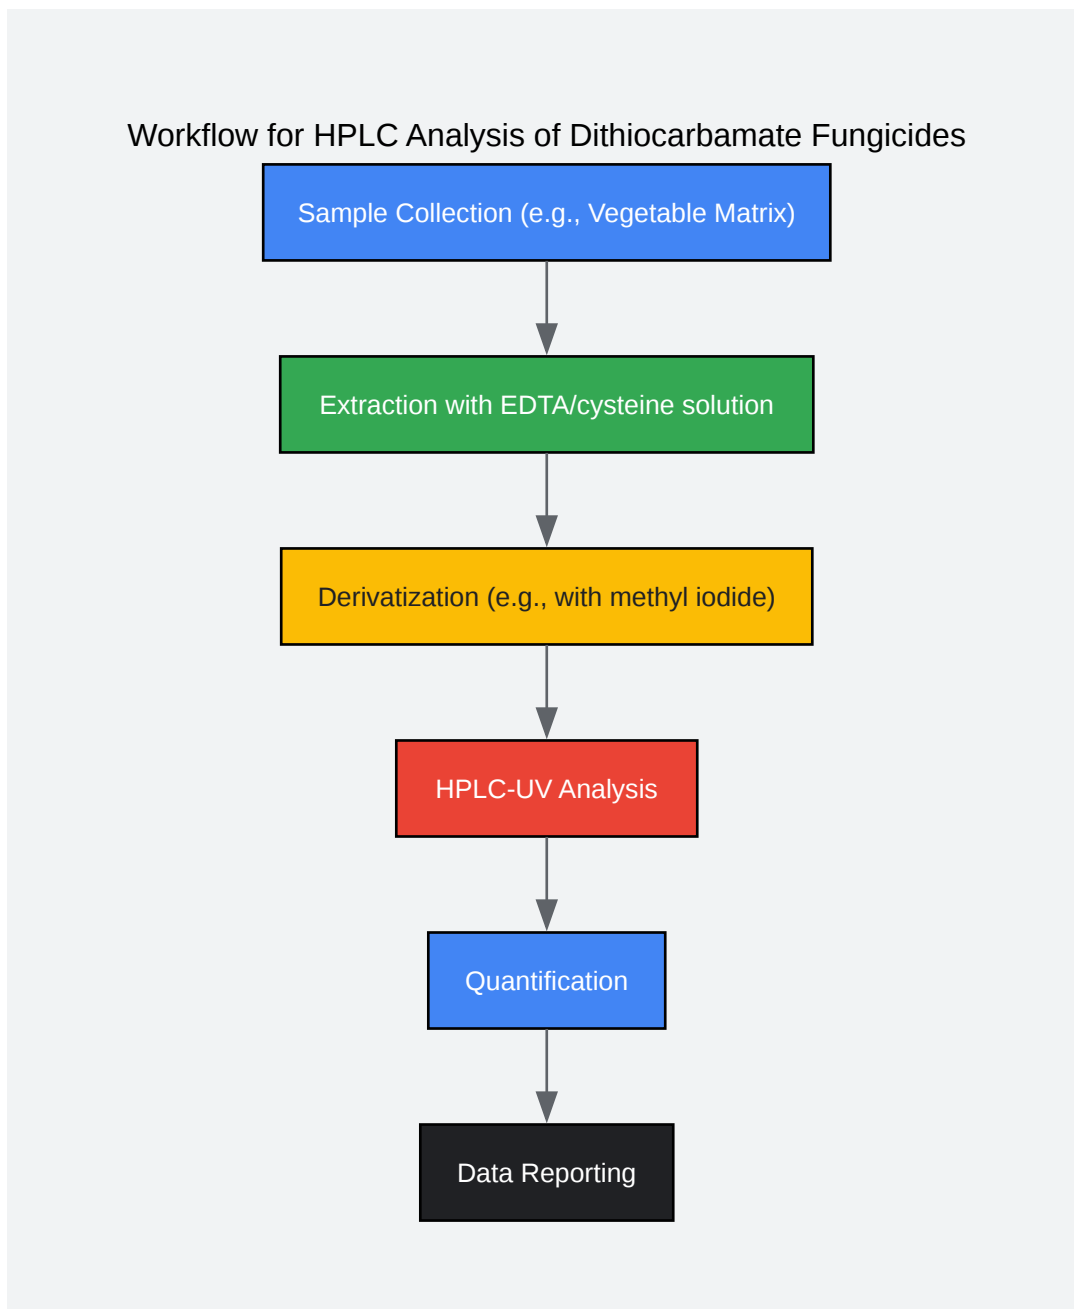 Workflow for HPLC Analysis of Dithiocarbamate Fungicides
Sample Collection (e.g., Vegetable Matrix)
Extraction with EDTA/cysteine solution
Derivatization (e.g., with methyl iodide)
HPLC-UV Analysis
Quantification
Data Reporting